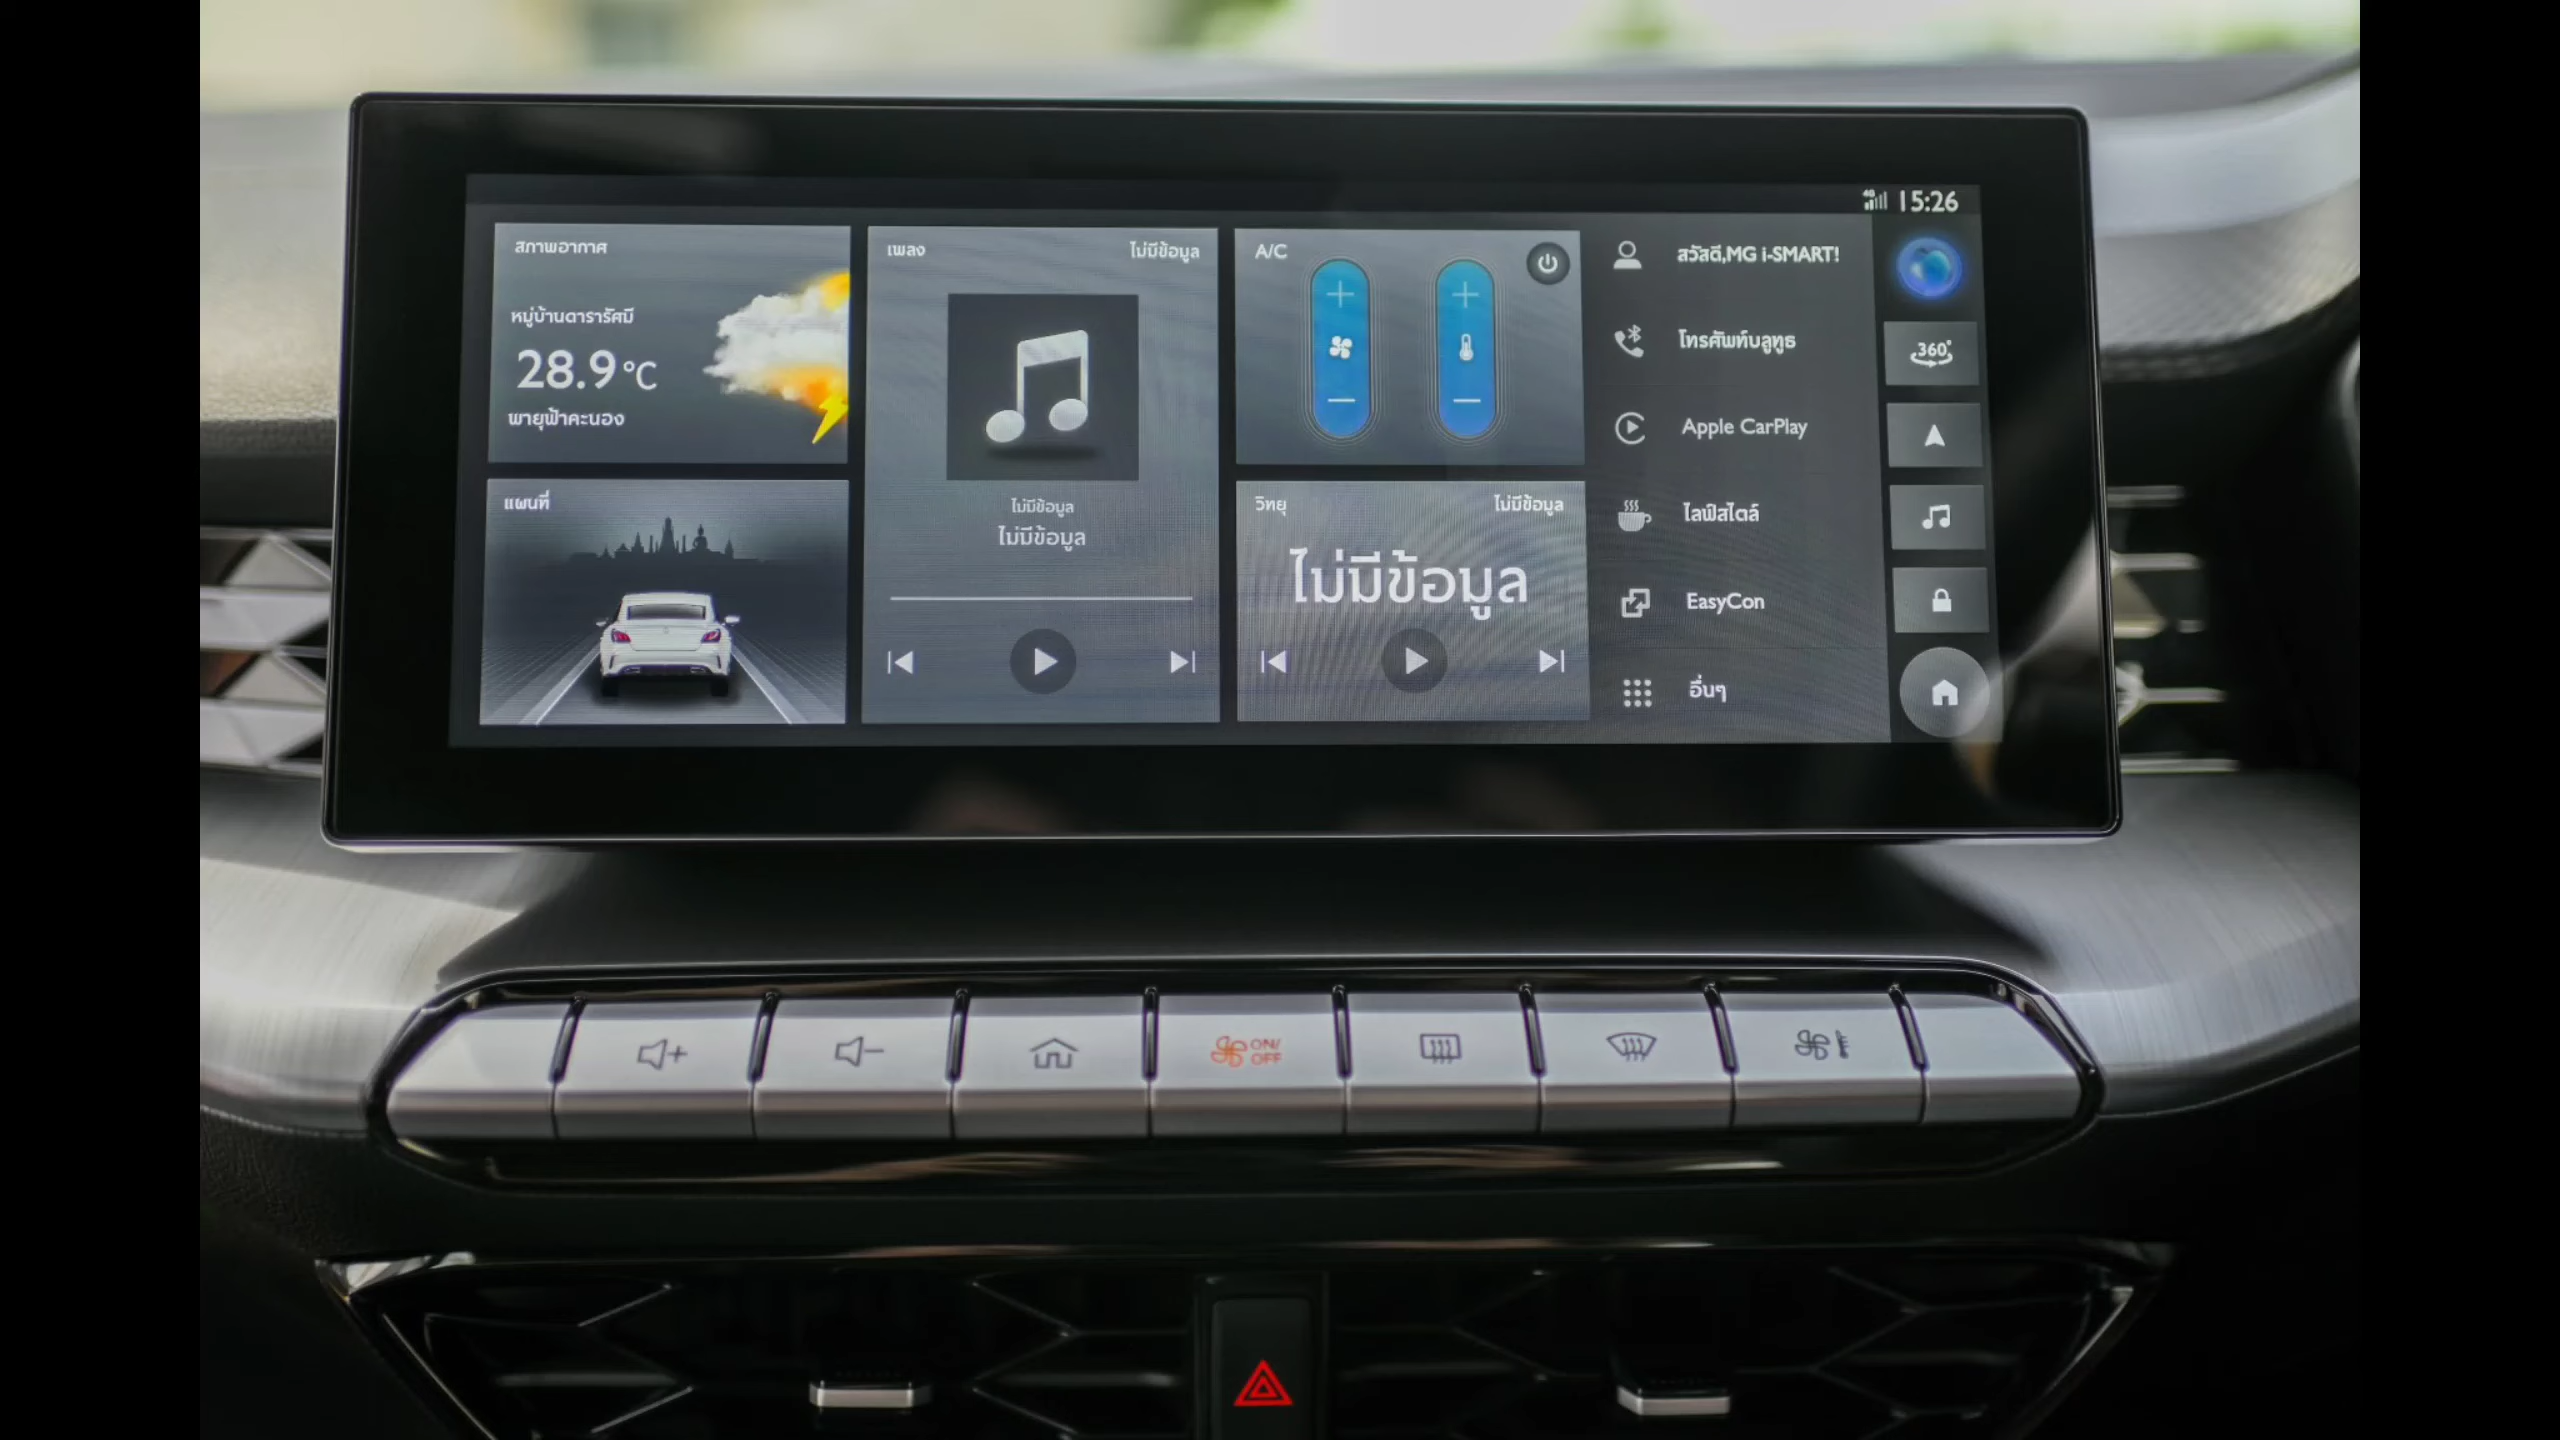 4G 15:26
สภาพอากาศ
หมู่บ้านดารารัศมี
28.9°C
พายุฟ้าคะนอง
แผนที่
เพลง ไม่มีข้อมูล
ไม่มีข้อมูล
ไม่มีข้อมูล
A/C
วิทยุ ไม่มีข้อมูล
ไม่มีข้อมูล
สวัสดี,MG i-SMART!
โทรศัพท์บลูทูธ
Apple CarPlay
ไลฟ์สไตล์
EasyCon
อื่นๆ
360°
ON/
OFF